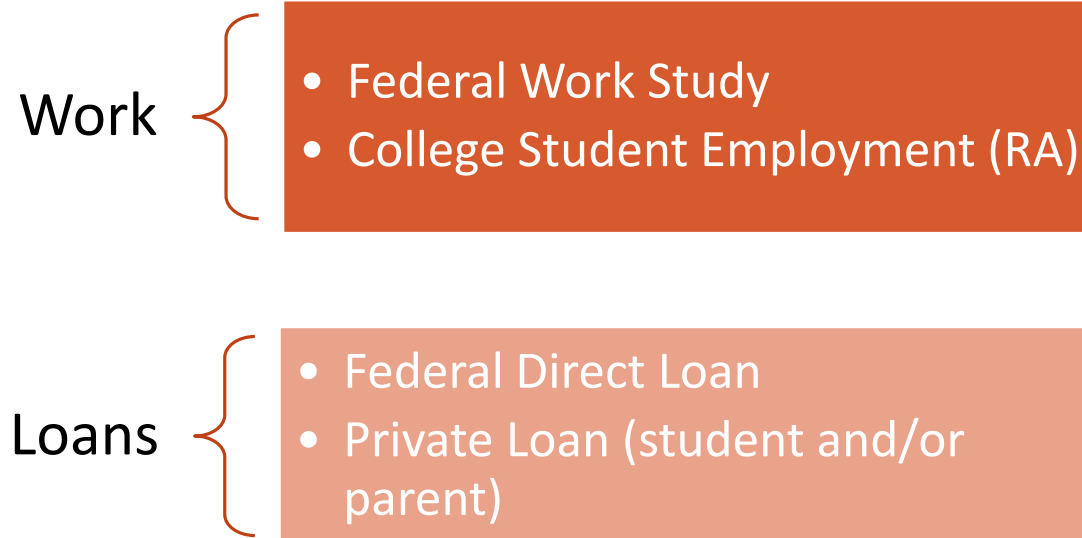 Work
• Federal Work Study
• College Student Employment (RA)
Loans
• Federal Direct Loan
• Private Loan (student and/or
parent)